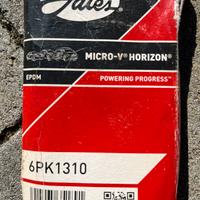 Gates
MICRO-V® HORIZON®
EPDM
POWERING PROGRESS™
6PK1310